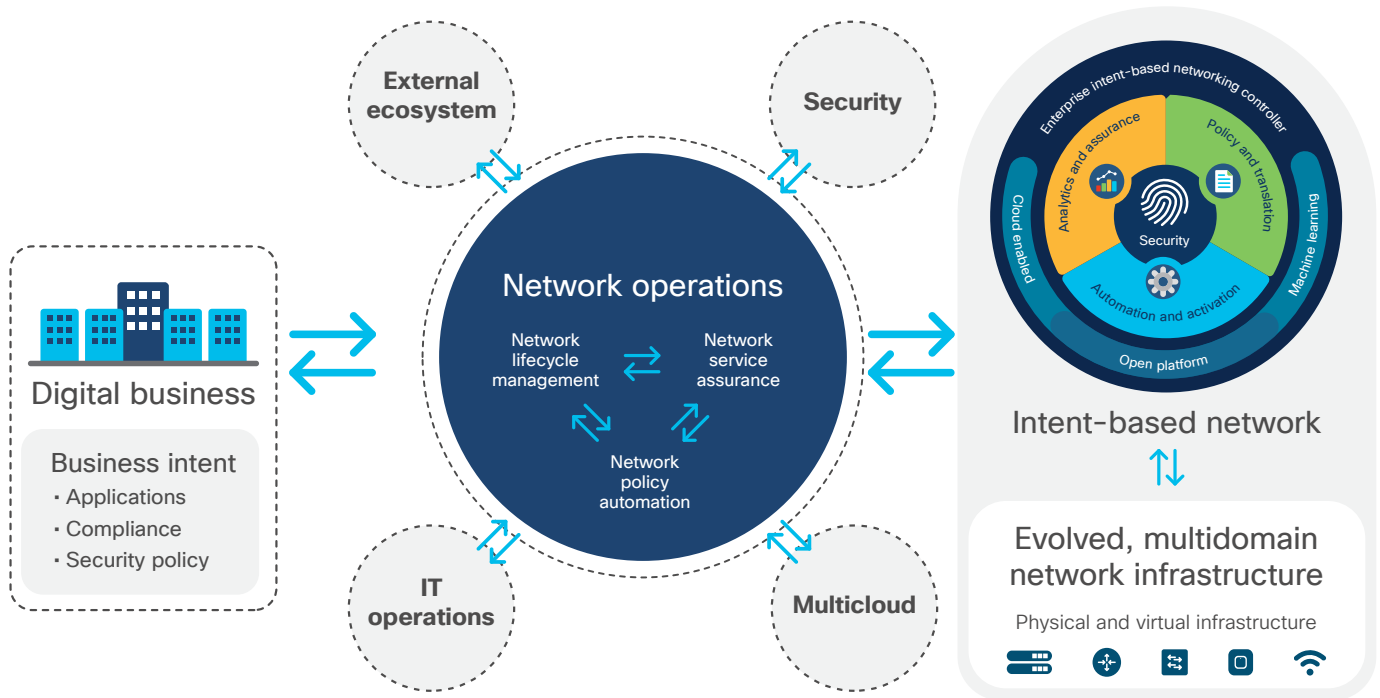 Digital business
Business intent
· Applications
· Compliance
· Security policy
External
ecosystem
Security
Network operations
Network
lifecycle
management
Network
service
assurance
Network
policy
automation
IT
operations
Multicloud
Enterprise intent-based networking controller
Analytics and assurance
Policy and translation
Security
Automation and activation
Cloud enabled
Machine learning
Open platform
Intent-based network
Evolved, multidomain
network infrastructure
Physical and virtual infrastructure